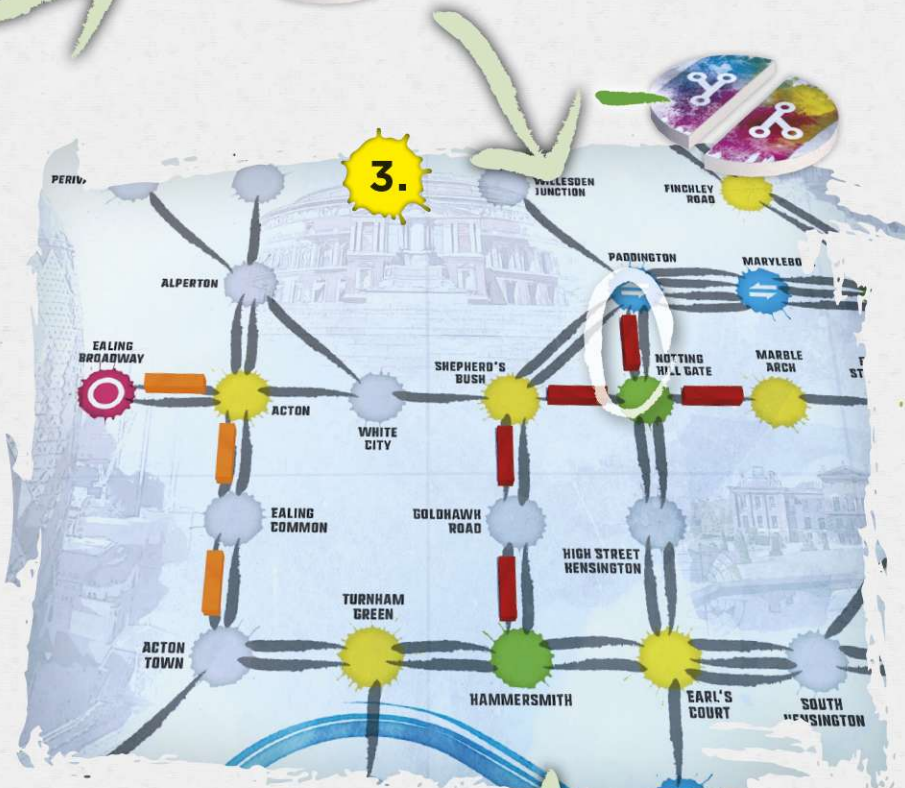 3.
PERIV
WILLESDEN
JUNCTION
FINCHLEY
ROAD
PADDINGTON
MARYLEBO
ALPERTON
EALING
BROADWAY
SHEPHERD'S
BUSH
NOTTING
HILL GATE
MARBLE
ARCH
T
ST
ACTON
WHITE
CITY
EALING
COMMON
GOLDHAWK
ROAD
HIGH STREET
KENSINGTON
TURNHAM
GREEN
ACTON
TOWN
HAMMERSMITH
EARL'S
COURT
SOUTH
KENSINGTON